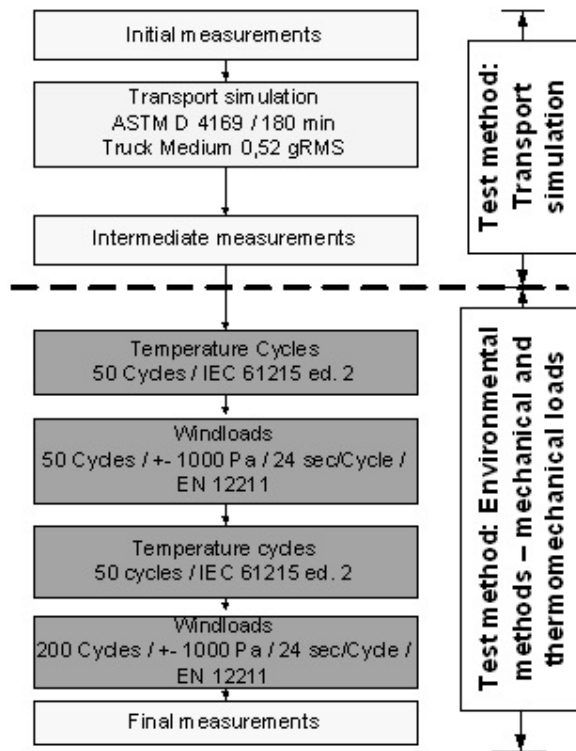 Initial measurements
Transport simulation
ASTM D 4169 / 180 min
Truck Medium 0,52 gRMS
Intermediate measurements
Temperature Cycles
50 Cycles / IEC 61215 ed. 2
Windloads
50 Cycles / +- 1000 Pa / 24 sec/Cycle /
EN 12211
Temperature cycles
50 cycles / IEC 61215 ed. 2
Windloads
200 Cycles / +- 1000 Pa / 24 sec/Cycle /
EN 12211
Final measurements
Test method:
Transport
simulation
Test method: Environmental
methods – mechanical and
thermomechanical loads